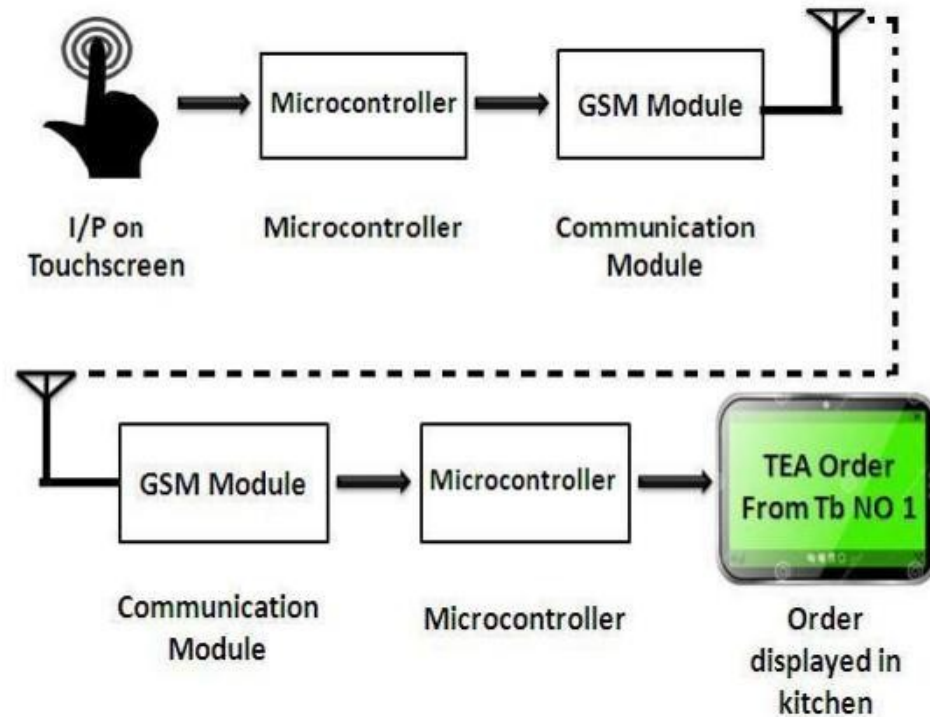 Microcontroller
GSM Module
I/P on
Touchscreen
Microcontroller
Communication
Module
GSM Module
Microcontroller
TEA Order
From Tb NO 1
Communication
Module
Microcontroller
Order
displayed in
kitchen